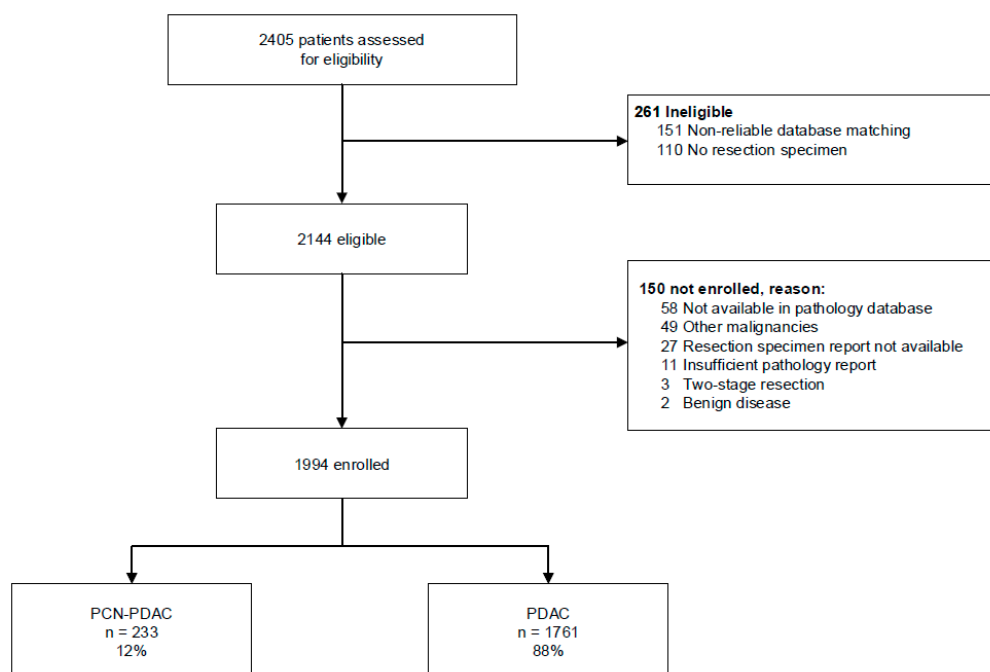 2405 patients assessed
for eligibility
261 Ineligible
151 Non-reliable database matching
110 No resection specimen
2144 eligible
150 not enrolled, reason:
58 Not available in pathology database
49 Other malignancies
27 Resection specimen report not available
11 Insufficient pathology report
3 Two-stage resection
2 Benign disease
1994 enrolled
PCN-PDAC
n = 233
12%
PDAC
n = 1761
88%